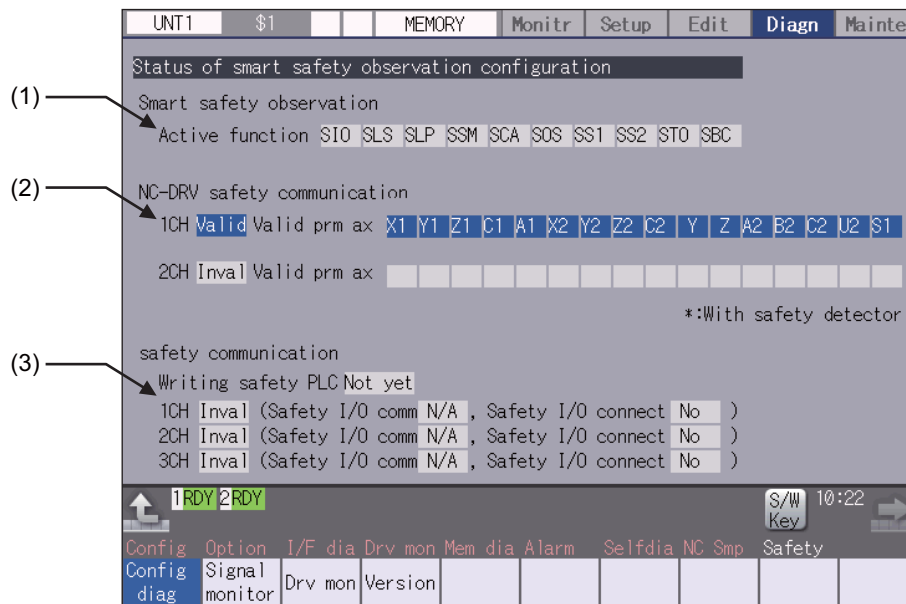 UNT1 $1 MEMORY Monitr Setup Edit Diagn Mainte
Status of smart safety observation configuration
(1)
Smart safety observation
Active function SIO SLS SLP SSM SCA SOS SS1 SS2 STO SBC
(2)
NC-DRV safety communication
1CH Valid Valid prm ax X1 Y1 Z1 C1 A1 X2 Y2 Z2 C2 Y Z A2 B2 C2 U2 S1
2CH Inval Valid prm ax
*:With safety detector
(3)
safety communication
Writing safety PLC Not yet
1CH Inval (Safety I/O comm N/A , Safety I/O connect No )
2CH Inval (Safety I/O comm N/A , Safety I/O connect No )
3CH Inval (Safety I/O comm N/A , Safety I/O connect No )
1 RDY 2 RDY S/W Key 10:22
Config Option I/F dia Drv mon Mem dia Alarm Selfdia NC Smp Safety
Config diag Signal monitor Drv mon Version